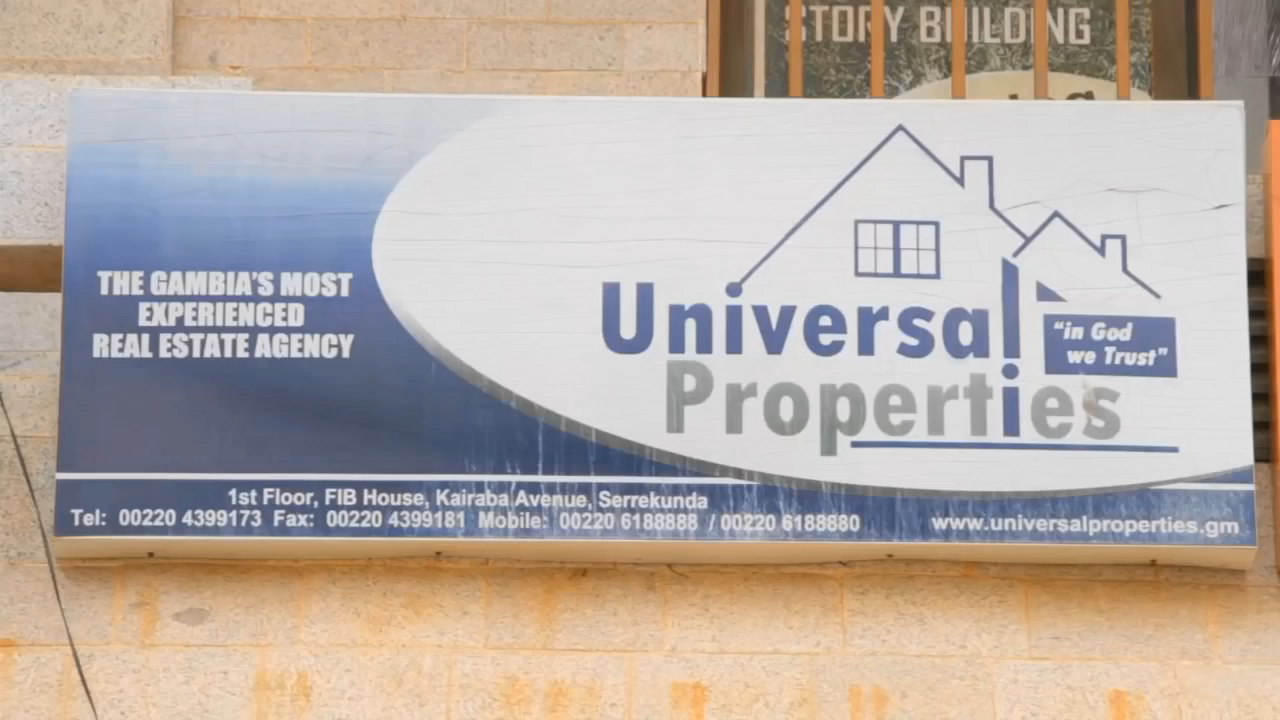 STORY BUILDING
THE GAMBIA'S MOST
EXPERIENCED
REAL ESTATE AGENCY
Universal
Properties
"in God
we Trust"
1st Floor, FIB House, Kairaba Avenue, Serrekunda
Tel: 00220 4399173 Fax: 00220 4399181 Mobile: 00220 6188888 / 00220 6188880
www.universalproperties.gm